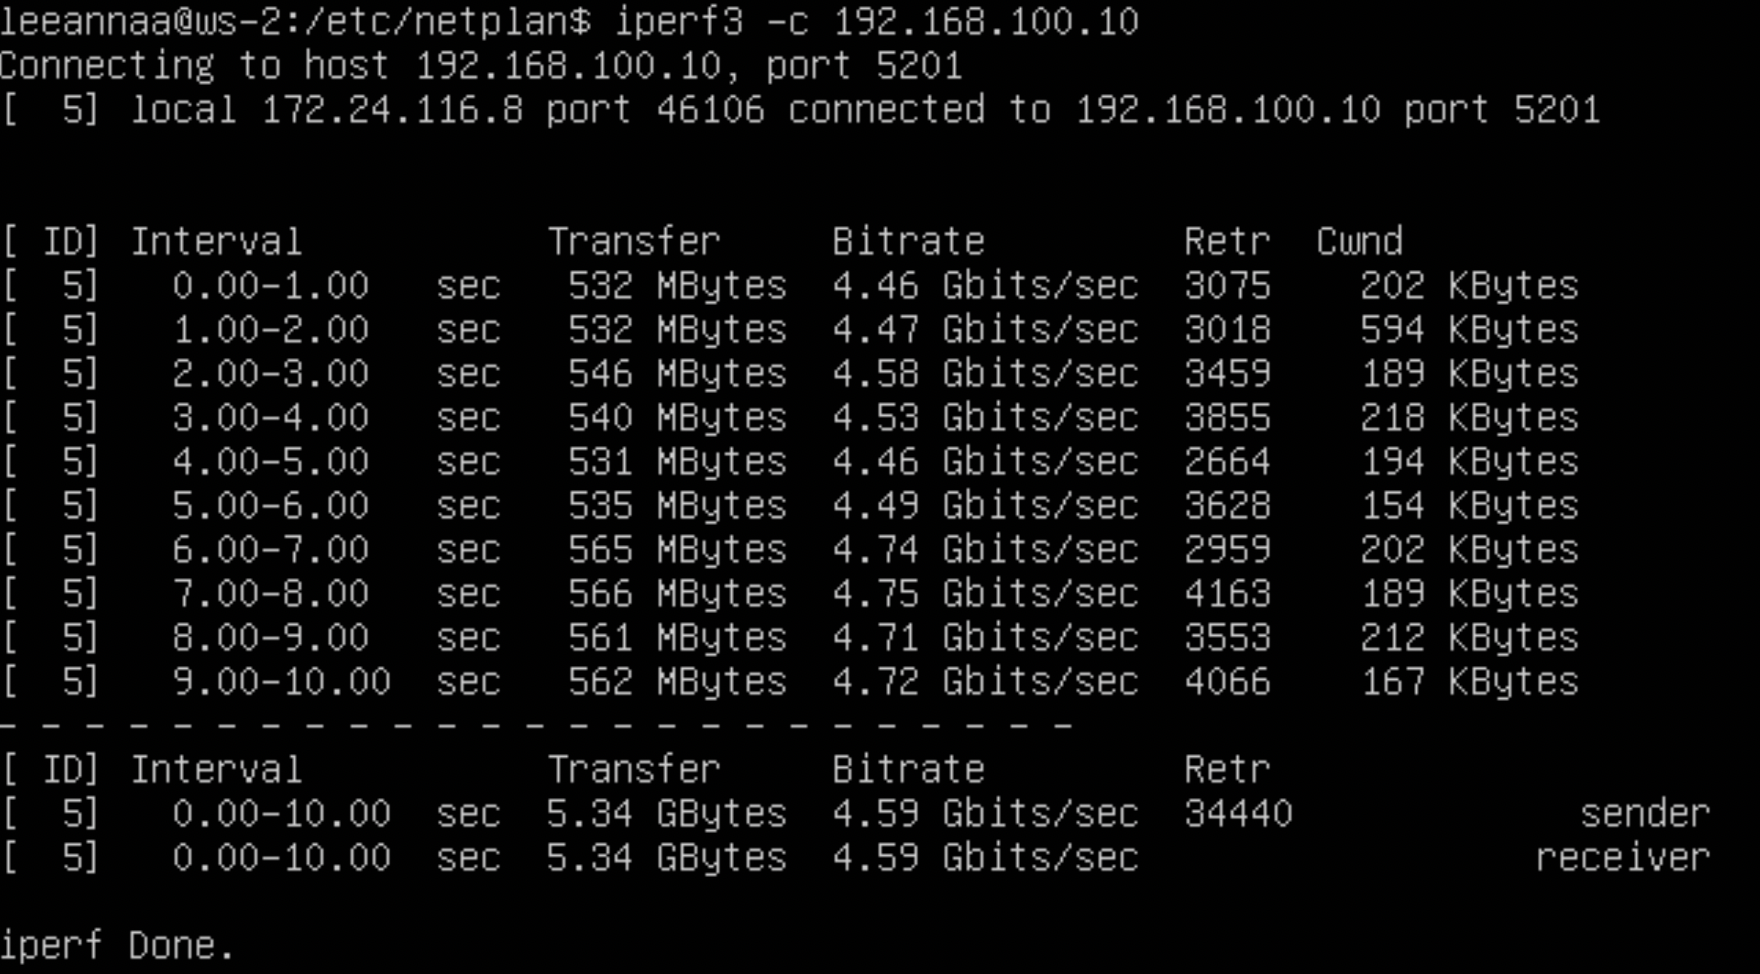 leeannaa@ws-2:/etc/netplan$ iperf3 -c 192.168.100.10
Connecting to host 192.168.100.10, port 5201
[  5] local 172.24.116.8 port 46106 connected to 192.168.100.10 port 5201
[ ID] Interval           Transfer     Bitrate         Retr  Cwnd
[  5]   0.00-1.00   sec   532 MBytes  4.46 Gbits/sec  3075    202 KBytes
[  5]   1.00-2.00   sec   532 MBytes  4.47 Gbits/sec  3018    594 KBytes
[  5]   2.00-3.00   sec   546 MBytes  4.58 Gbits/sec  3459    189 KBytes
[  5]   3.00-4.00   sec   540 MBytes  4.53 Gbits/sec  3855    218 KBytes
[  5]   4.00-5.00   sec   531 MBytes  4.46 Gbits/sec  2664    194 KBytes
[  5]   5.00-6.00   sec   535 MBytes  4.49 Gbits/sec  3628    154 KBytes
[  5]   6.00-7.00   sec   565 MBytes  4.74 Gbits/sec  2959    202 KBytes
[  5]   7.00-8.00   sec   566 MBytes  4.75 Gbits/sec  4163    189 KBytes
[  5]   8.00-9.00   sec   561 MBytes  4.71 Gbits/sec  3553    212 KBytes
[  5]   9.00-10.00  sec   562 MBytes  4.72 Gbits/sec  4066    167 KBytes
- - - - - - - - - - - - - - - - - - - - - - - - -
[ ID] Interval           Transfer     Bitrate         Retr
[  5]   0.00-10.00  sec  5.34 GBytes  4.59 Gbits/sec  34440             sender
[  5]   0.00-10.00  sec  5.34 GBytes  4.59 Gbits/sec                  receiver
iperf Done.